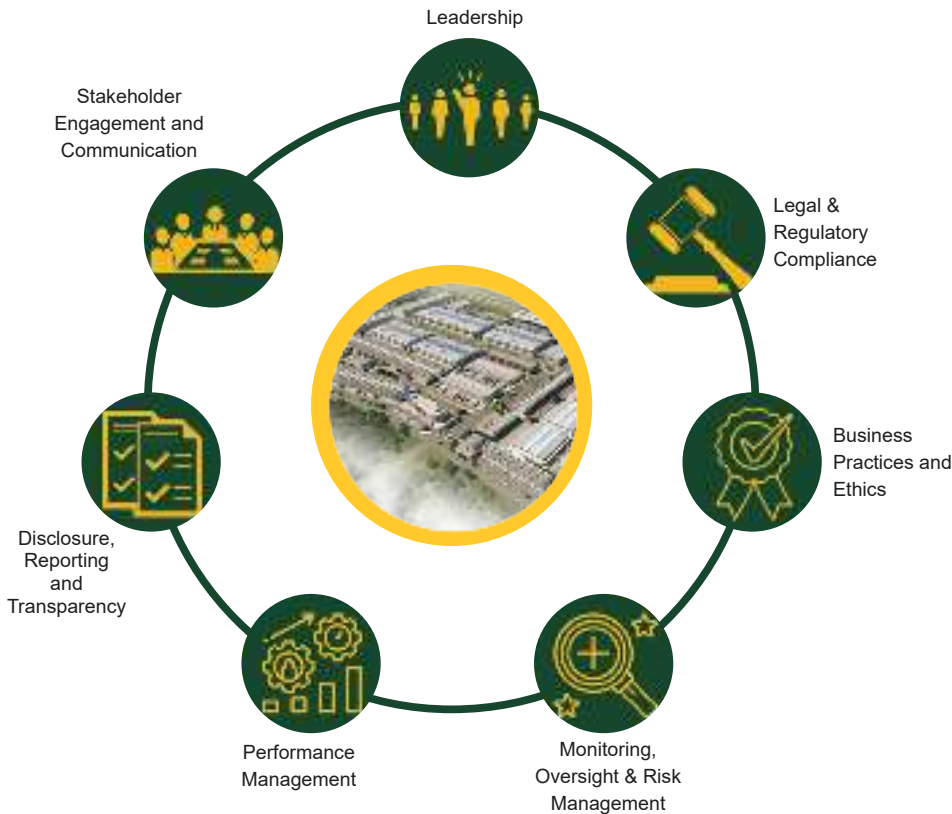 Leadership
Stakeholder
Engagement and
Communication
Legal &
Regulatory
Compliance
Business
Practices and
Ethics
Disclosure,
Reporting
and
Transparency
Performance
Management
Monitoring,
Oversight & Risk
Management